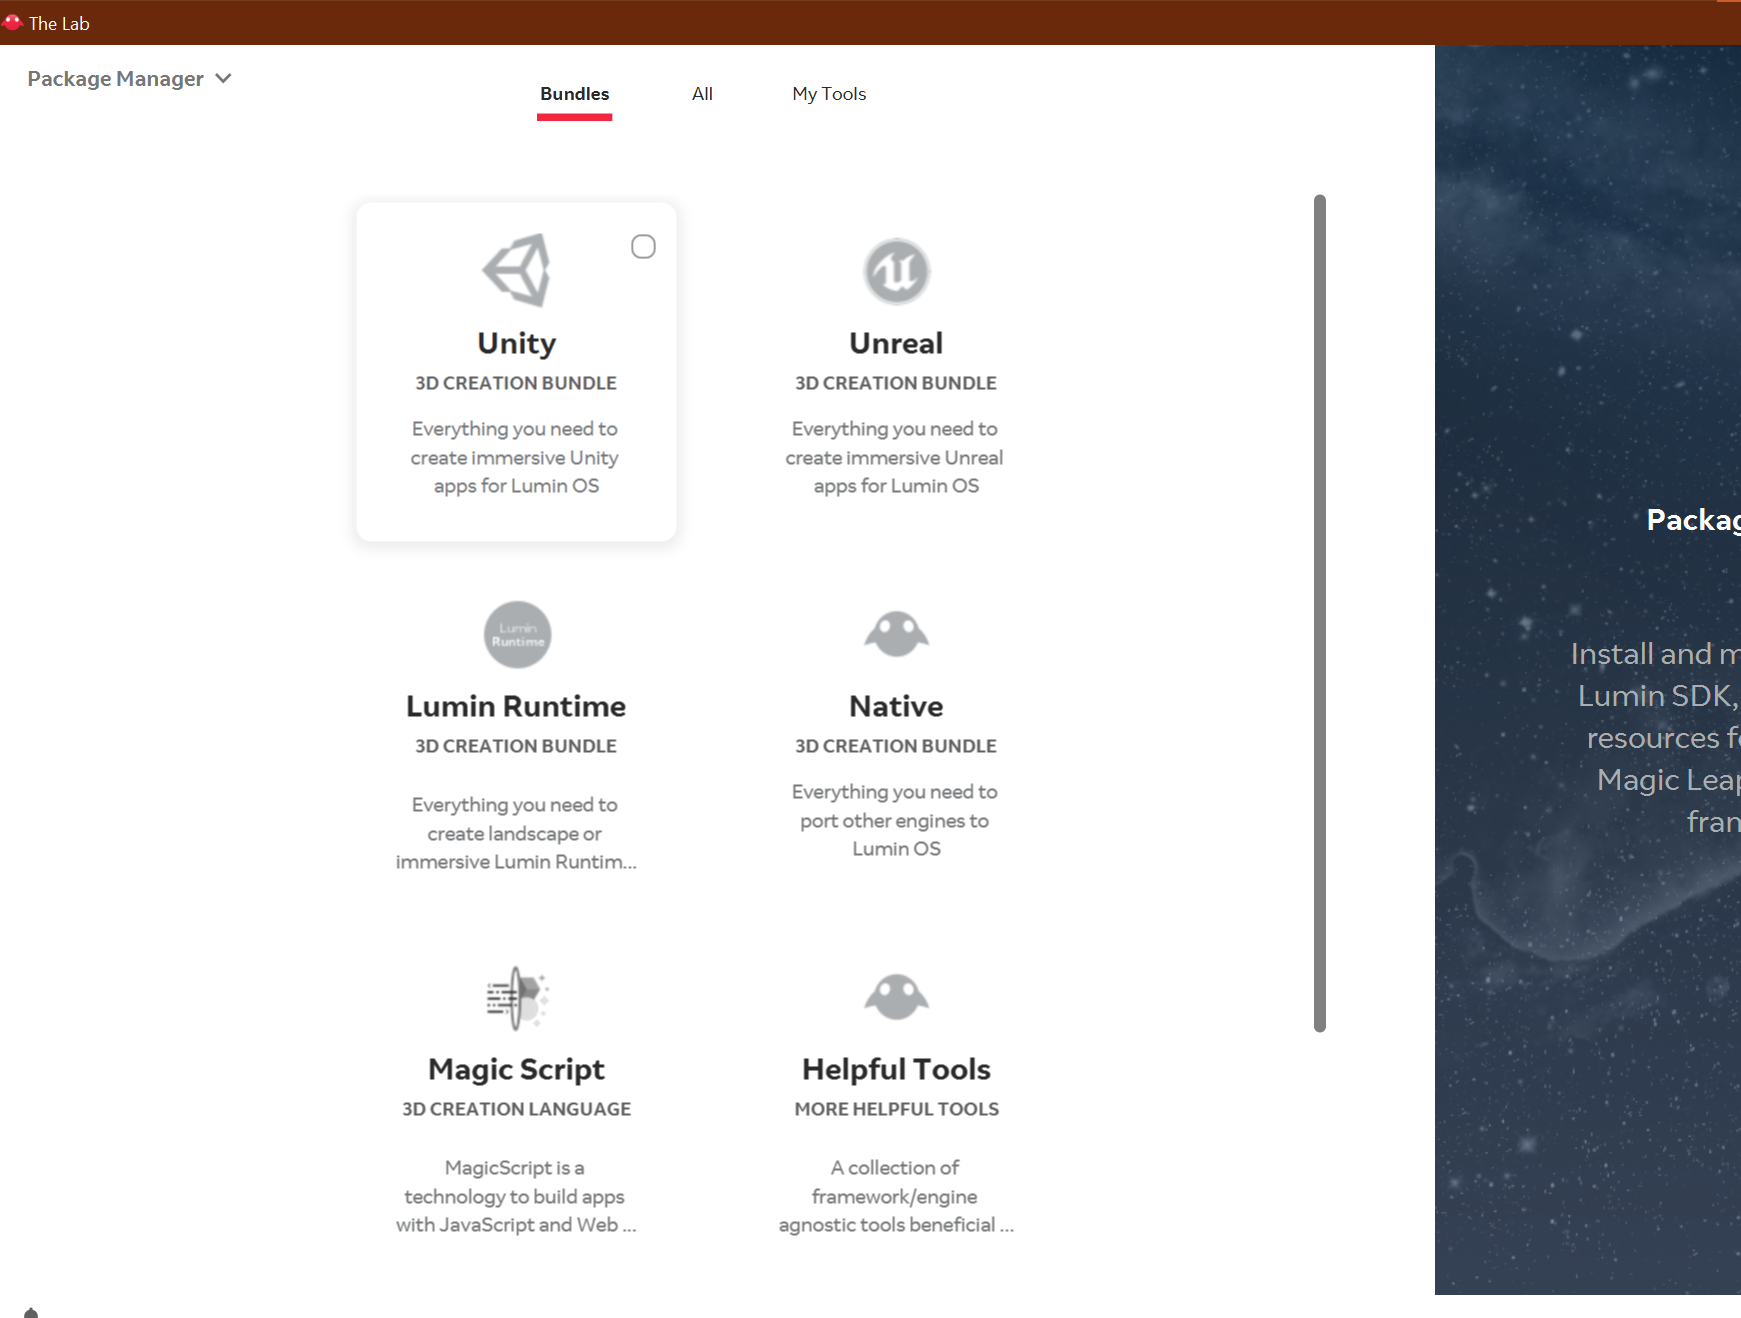 The Lab
Package Manager
Bundles
All
My Tools
Unity
3D CREATION BUNDLE
Everything you need to
create immersive Unity
apps for Lumin OS
Unreal
3D CREATION BUNDLE
Everything you need to
create immersive Unreal
apps for Lumin OS
Lumin
Runtime
Lumin Runtime
3D CREATION BUNDLE
Everything you need to
create landscape or
immersive Lumin Runtim...
Native
3D CREATION BUNDLE
Everything you need to
port other engines to
Lumin OS
Magic Script
3D CREATION LANGUAGE
MagicScript is a
technology to build apps
with JavaScript and Web ...
Helpful Tools
MORE HELPFUL TOOLS
A collection of
framework/engine
agnostic tools beneficial ...
Packag
Install and m
Lumin SDK,
resources fo
Magic Leap
fram